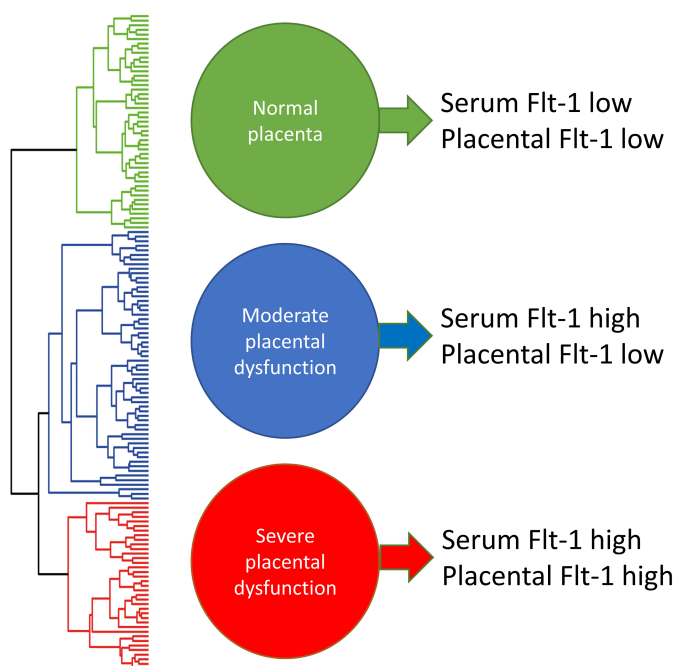 Normal
placenta
Serum Flt-1 low
Placental Flt-1 low
Moderate
placental
dysfunction
Serum Flt-1 high
Placental Flt-1 low
Severe
placental
dysfunction
Serum Flt-1 high
Placental Flt-1 high